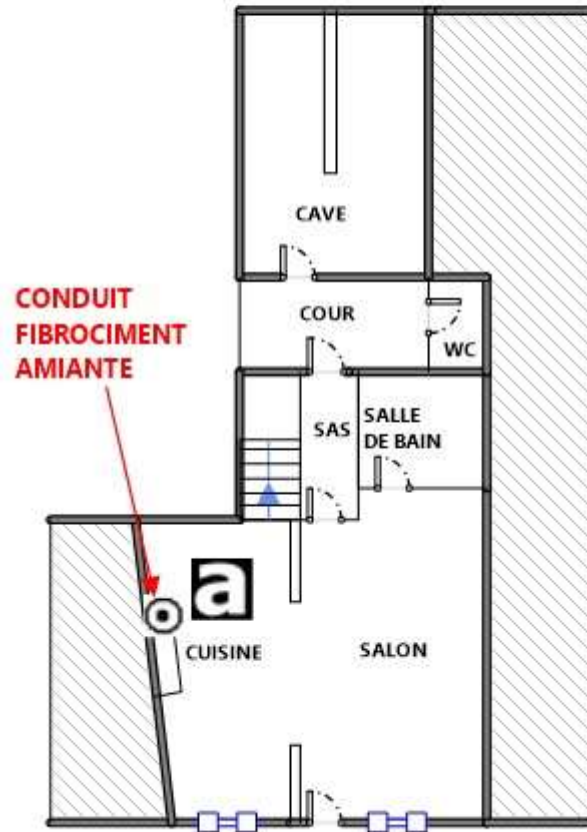 CAVE
CONDUIT
FIBROCIMENT
AMIANTE
COUR
WC
SAS
SALLE
DE BAIN
a
CUISINE
SALON